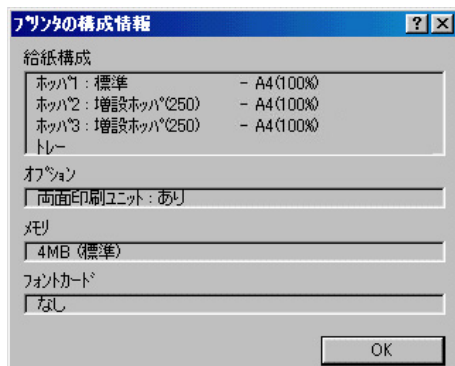 ﾌﾟﾘﾝﾀの構成情報
給紙構成
ﾎｯﾊﾟ1 : 標準 - A4(100%)
ﾎｯﾊﾟ2 : 増設ﾎｯﾊﾟ(250) - A4(100%)
ﾎｯﾊﾟ3 : 増設ﾎｯﾊﾟ(250) - A4(100%)
ﾄﾚｰ
ｵﾌﾟｼｮﾝ
両面印刷ﾕﾆｯﾄ : あり
ﾒﾓﾘ
4MB (標準)
ﾌｫﾝﾄｶｰﾄﾞ
なし
OK